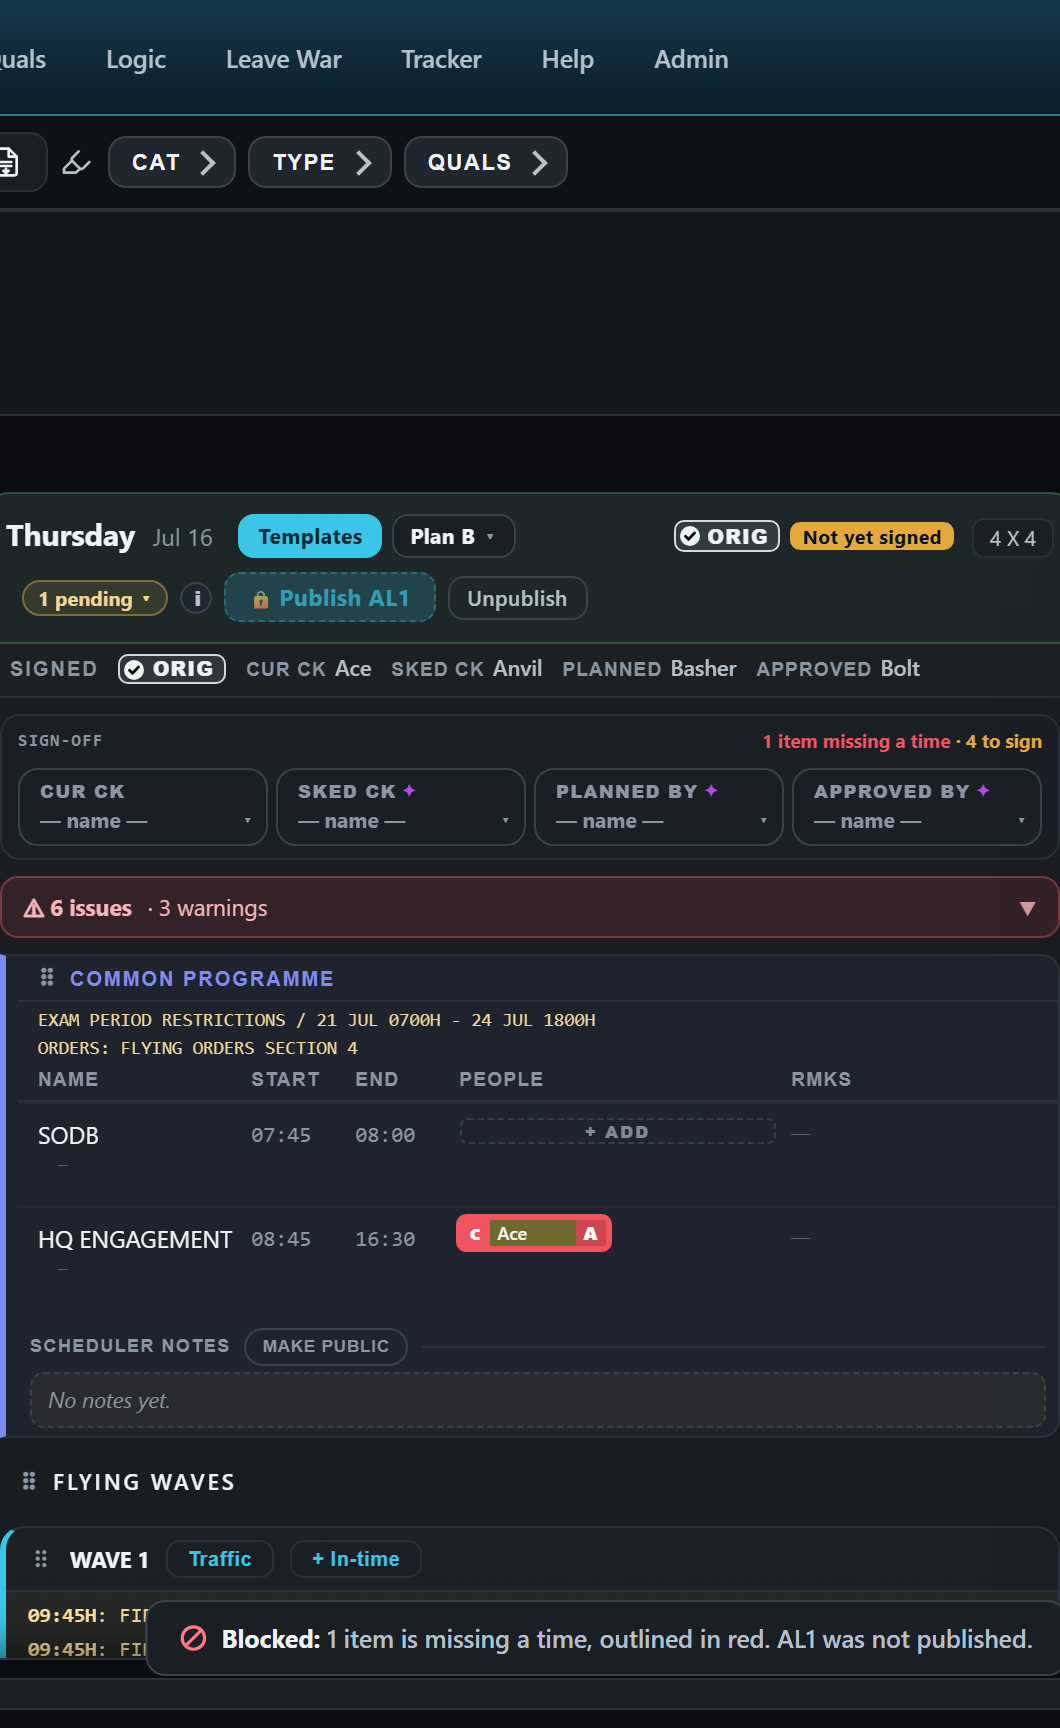 Logic Leave War Tracker Help Admin
CAT TYPE QUALS
Thursday Jul 16 Templates Plan B ORIG Not yet signed 4 X 4
1 pending i Publish AL1 Unpublish
SIGNED ORIG CUR CK Ace SKED CK Anvil PLANNED Basher APPROVED Bolt
SIGN-OFF 1 item missing a time · 4 to sign
CUR CK SKED CK PLANNED BY APPROVED BY
— name — — name — — name — — name —
6 issues · 3 warnings
COMMON PROGRAMME
EXAM PERIOD RESTRICTIONS / 21 JUL 0700H - 24 JUL 1800H
ORDERS: FLYING ORDERS SECTION 4
NAME START END PEOPLE RMKS
SODB 07:45 08:00 + ADD —
–
HQ ENGAGEMENT 08:45 16:30 C Ace A —
–
SCHEDULER NOTES MAKE PUBLIC
No notes yet.
FLYING WAVES
WAVE 1 Traffic + In-time
09:45H:
09:45H:
Blocked: 1 item is missing a time, outlined in red. AL1 was not published.